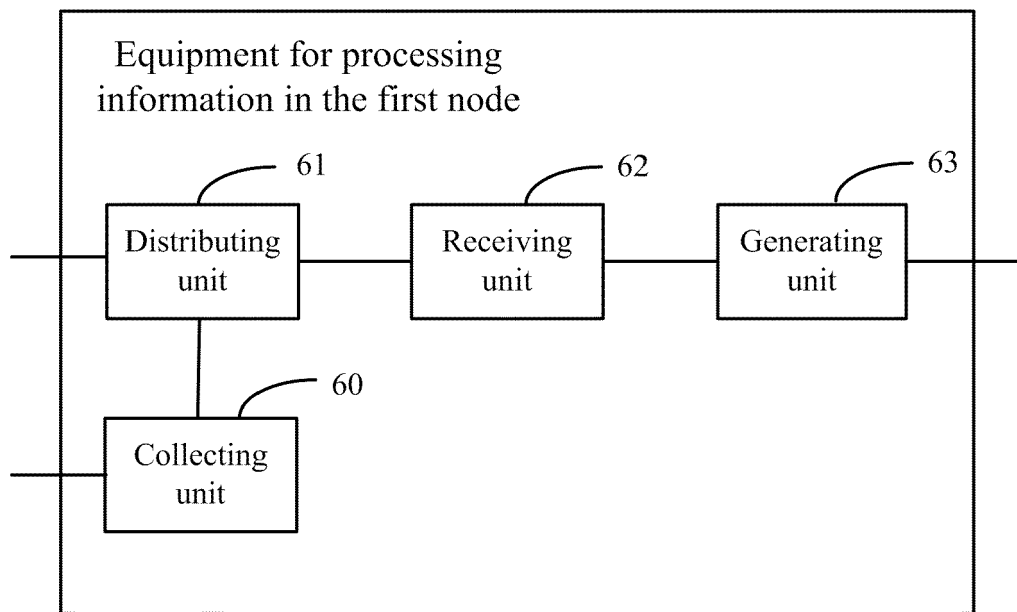 Equipment for processing
information in the first node
61
62
63
Distributing
unit
Receiving
unit
Generating
unit
60
Collecting
unit